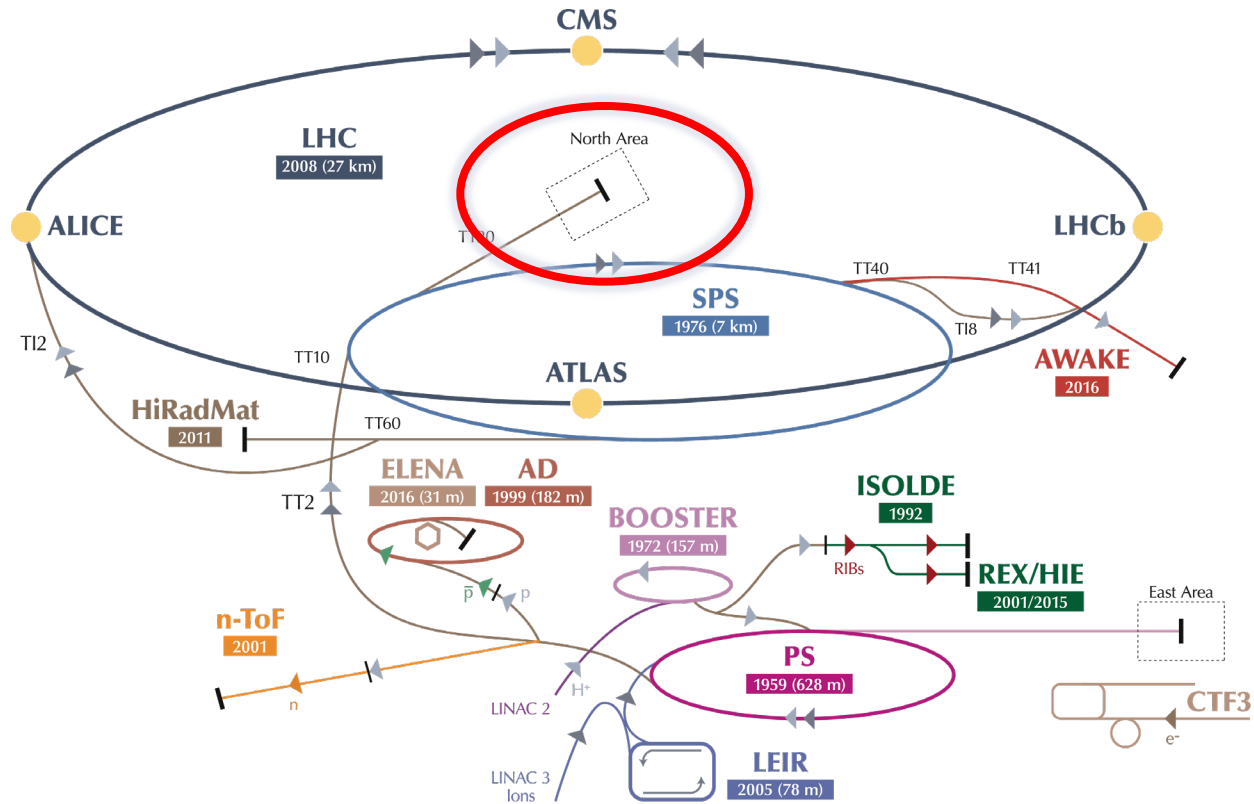 CMS
LHC
2008 (27 km)
North Area
ALICE
LHCb
TT20
TT40
TT41
SPS
1976 (7 km)
TI8
TI2
TT10
ATLAS
AWAKE
2016
HiRadMat
2011
TT60
ELENA
2016 (31 m)
AD
1999 (182 m)
TT2
BOOSTER
1972 (157 m)
ISOLDE
1992
RIBs
REX/HIE
2001/2015
p̅
p
East Area
n-ToF
2001
n
PS
1959 (628 m)
H⁺
LINAC 2
CTF3
e⁻
LINAC 3
Ions
LEIR
2005 (78 m)